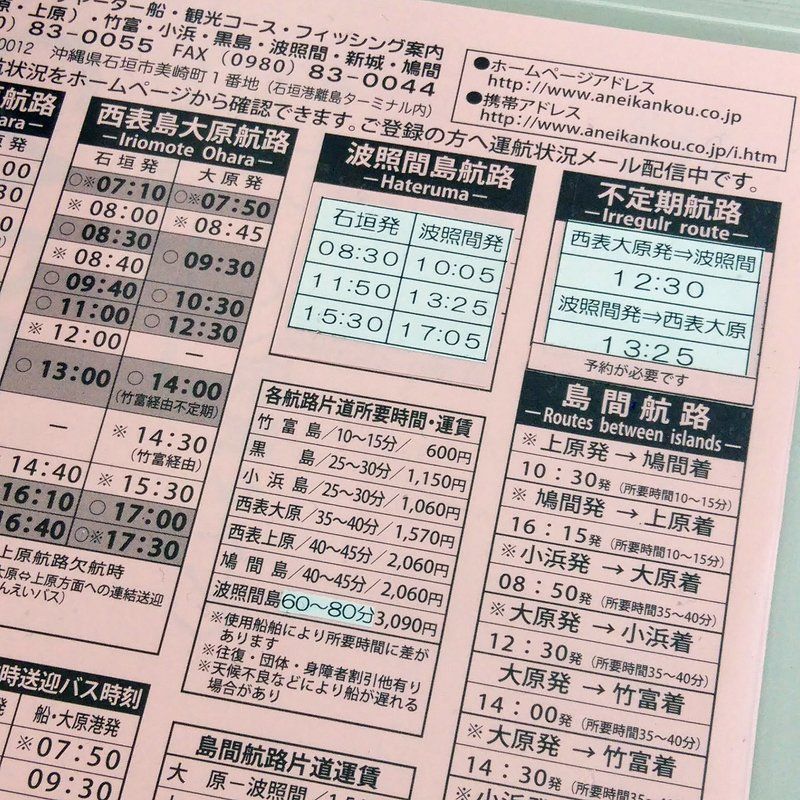 チャーター船・観光コース・フィッシング案内
原・上原)・竹富・小浜・黒島・波照間・新城・鳩間
83-0055 FAX (0980) 83-0044
0012 沖縄県石垣市美崎町1番地 (石垣港離島ターミナル内)
航状況をホームページから確認できます。ご登録の方へ運航状況メール配信中です。
●ホームページアドレス
http://www.aneikankou.co.jp
●携帯アドレス
http://www.aneikankou.co.jp/i.htm
航路
ara—
西表島大原航路
—Iriomote Ohara—
石垣発 大原発
○※07:10 ○※07:50
※08:00 ※08:45
○08:30 ○09:30
※08:40
○09:40 ○10:30
○11:00 ○12:30
※12:00 —
○13:00 ○14:00
(竹富経由不定期)
— ※14:30
(竹富経由)
14:40 ※15:30
16:10 ○17:00
16:40 ○※17:30
上原航路欠航時
大原⇔上原方面への連結送迎
んえいバス)
時送迎バス時刻
発 船・大原港発
※07:50
09:30
波照間島航路
—Hateruma—
石垣発 波照間発
08:30 10:05
11:50 13:25
15:30 17:05
各航路片道所要時間・運賃
竹富島/10〜15分/ 600円
黒島/25〜30分/1,150円
小浜島/25〜30分/1,060円
西表大原/35〜40分/1,570円
西表上原/40〜45分/2,060円
鳩間島/40〜45分/2,060円
波照間島60〜80分3,090円
※使用船舶により所要時間に差が
あります
※往復・団体・身障者割引他有り
※天候不良などにより船が遅れる
場合があり
島間航路片道運賃
大原−波照間/
不定期航路
—Irregulr route—
西表大原発⇒波照間
12:30
波照間発⇒西表大原
13:25
予約が必要です
島間航路
—Routes between islands—
※上原発→鳩間着
10:30発 (所要時間10〜15分)
※鳩間発→上原着
16:15発 (所要時間10〜15分)
※小浜発→大原着
08:50発 (所要時間35〜40分)
※大原発→小浜着
12:30発 (所要時間35〜40分)
大原発→竹富着
14:00発 (所要時間35〜40分)
※大原発→竹富着
14:30発 (所要時間35〜40分)